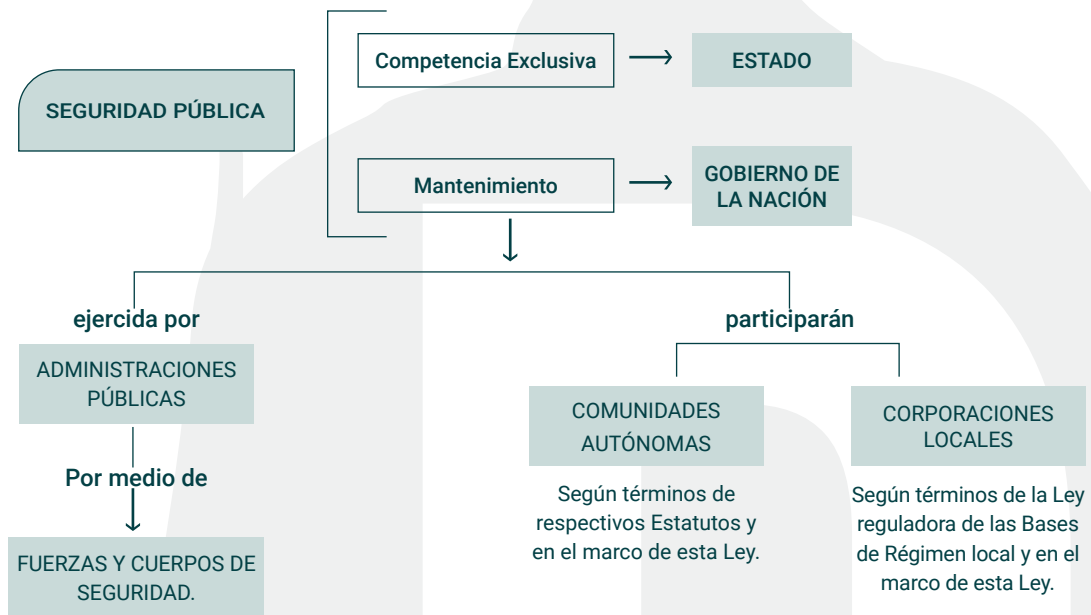 SEGURIDAD PÚBLICA
Competencia Exclusiva
ESTADO
Mantenimiento
GOBIERNO DE
LA NACIÓN
ejercida por
ADMINISTRACIONES
PÚBLICAS
Por medio de
FUERZAS Y CUERPOS DE
SEGURIDAD.
participarán
COMUNIDADES
AUTÓNOMAS
Según términos de
respectivos Estatutos y
en el marco de esta Ley.
CORPORACIONES
LOCALES
Según términos de la Ley
reguladora de las Bases
de Régimen local y en el
marco de esta Ley.